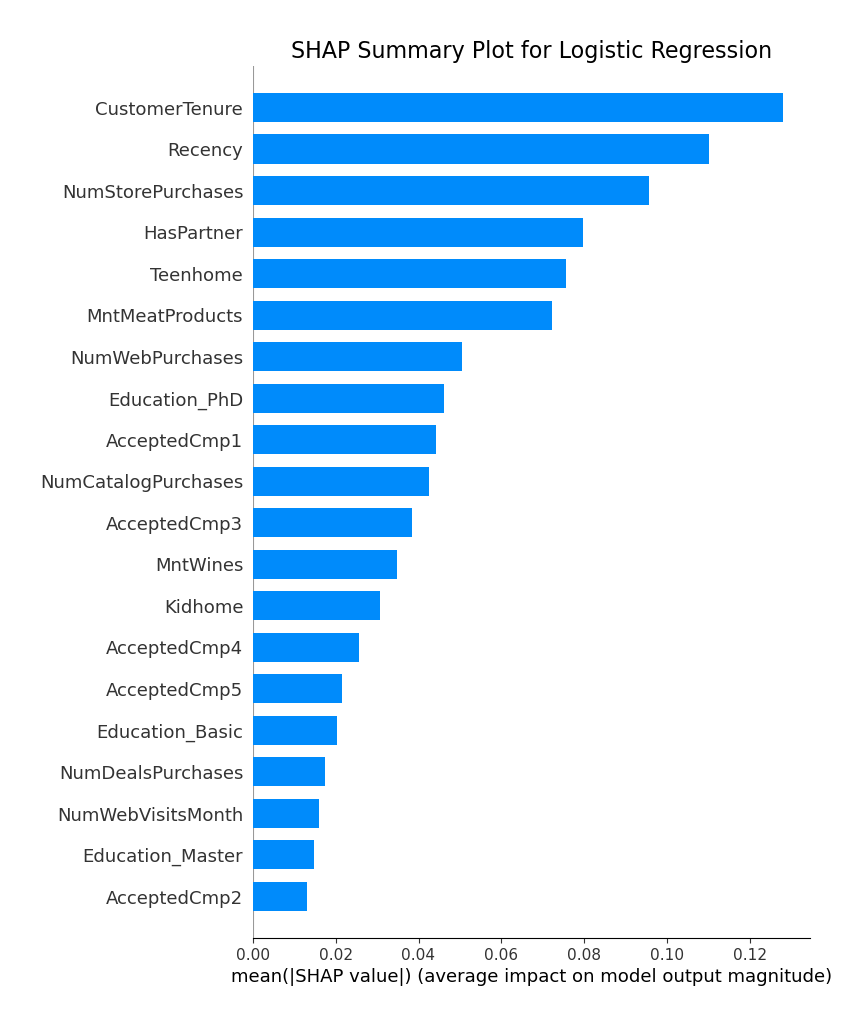 SHAP Summary Plot for Logistic Regression
CustomerTenure
Recency
NumStorePurchases
HasPartner
Teenhome
MntMeatProducts
NumWebPurchases
Education_PhD
AcceptedCmp1
NumCatalogPurchases
AcceptedCmp3
MntWines
Kidhome
AcceptedCmp4
AcceptedCmp5
Education_Basic
NumDealsPurchases
NumWebVisitsMonth
Education_Master
AcceptedCmp2
0.00 0.02 0.04 0.06 0.08 0.10 0.12
mean(|SHAP value|) (average impact on model output magnitude)